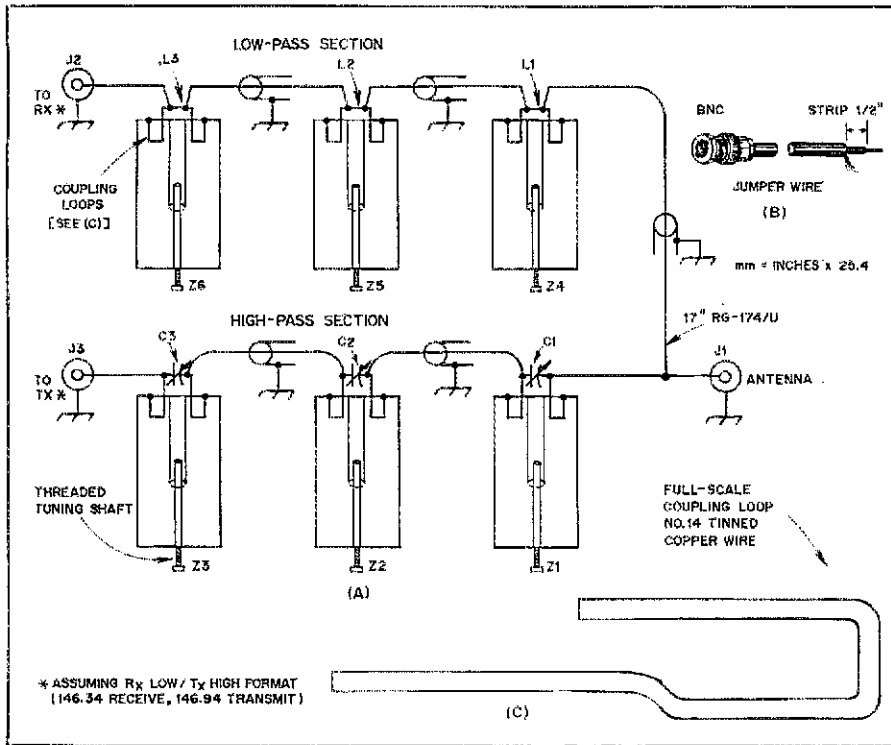 LOW-PASS SECTION
J2
L3
L2
L1
TO
RX *
COUPLING
LOOPS
[SEE (C)]
Z6
Z5
Z4
BNC
STRIP 1/2"
JUMPER WIRE
(B)
mm = INCHES x 25.4
17" RG-174/U
HIGH-PASS SECTION
J3
C3
C2
C1
J1
TO
TX *
ANTENNA
THREADED
TUNING SHAFT
Z3
Z2
Z1
(A)
FULL-SCALE
COUPLING LOOP
NO.14 TINNED
COPPER WIRE
* ASSUMING RX LOW / TX HIGH FORMAT
(146.34 RECEIVE, 146.94 TRANSMIT)
(C)